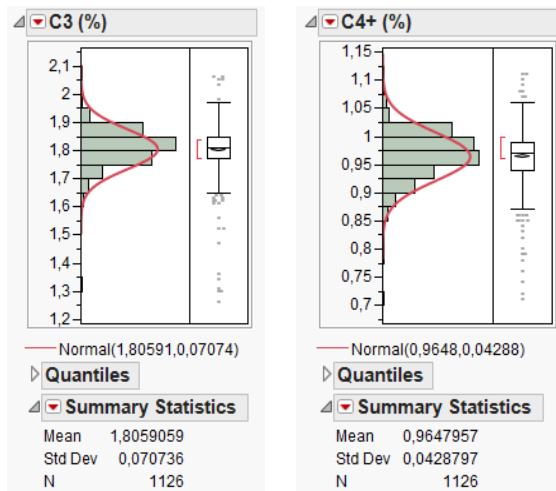 C3 (%)
2,1
2
1,9
1,8
1,7
1,6
1,5
1,4
1,3
1,2
Normal(1,80591,0,07074)
Quantiles
Summary Statistics
Mean 1,8059059
Std Dev 0,070736
N 1126
C4+ (%)
1,15
1,1
1,05
1
0,95
0,9
0,85
0,8
0,75
0,7
Normal(0,9648,0,04288)
Quantiles
Summary Statistics
Mean 0,9647957
Std Dev 0,0428797
N 1126